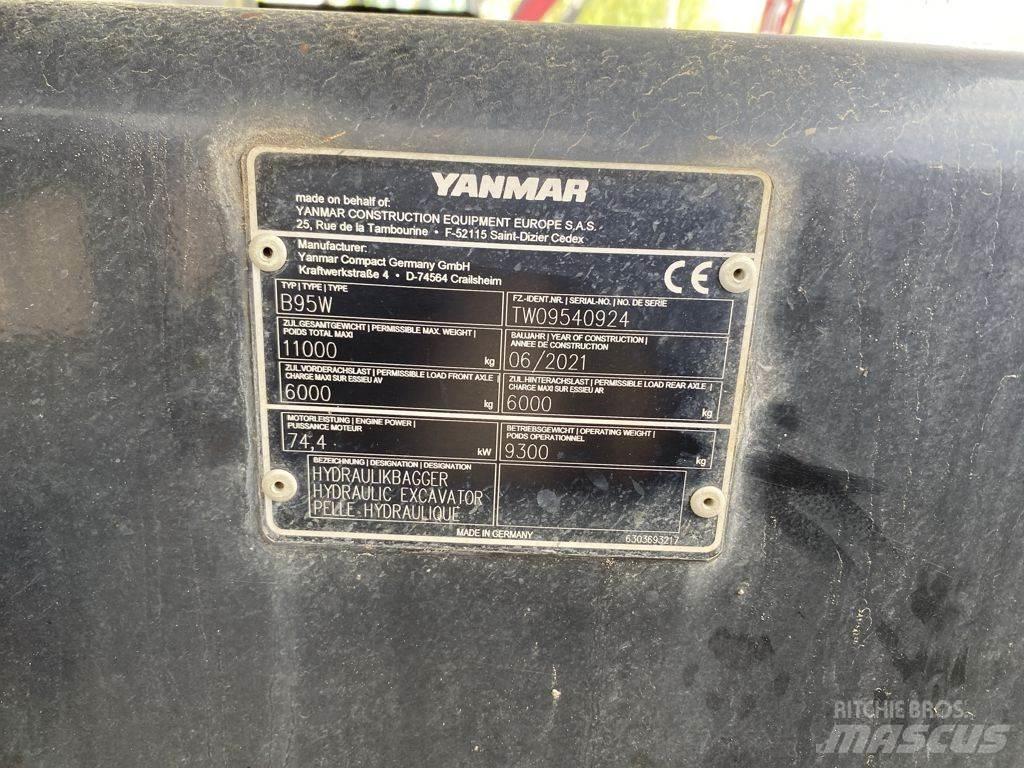 YANMAR
made on behalf of:
YANMAR CONSTRUCTION EQUIPMENT EUROPE S.A.S.
25, Rue de la Tambourine • F-52115 Saint-Dizier Cedex
Manufacturer:
Yanmar Compact Germany GmbH
Kraftwerkstraße 4 • D-74564 Crailsheim
CE
TYP | TYPE | TYPE
B95W
FZ.-IDENT.NR. | SERIAL-NO. | NO. DE SERIE
TW09540924
ZUL.GESAMTGEWICHT | PERMISSIBLE MAX. WEIGHT |
POIDS TOTAL MAXI
11000 kg
BAUJAHR | YEAR OF CONSTRUCTION |
ANNEE DE CONSTRUCTION
06/2021
ZUL.VORDERACHSLAST | PERMISSIBLE LOAD FRONT AXLE |
CHARGE MAXI SUR ESSIEU AV
6000 kg
ZUL.HINTERACHSLAST | PERMISSIBLE LOAD REAR AXLE |
CHARGE MAXI SUR ESSIEU AR
6000 kg
MOTORLEISTUNG | ENGINE POWER |
PUISSANCE MOTEUR
74,4 kW
BETRIEBSGEWICHT | OPERATING WEIGHT |
POIDS OPERATIONNEL
9300 kg
BEZEICHNUNG | DESIGNATION | DESIGNATION
HYDRAULIKBAGGER
HYDRAULIC EXCAVATOR
PELLE HYDRAULIQUE
MADE IN GERMANY
6303693217
RITCHIE BROS.
MASCUS